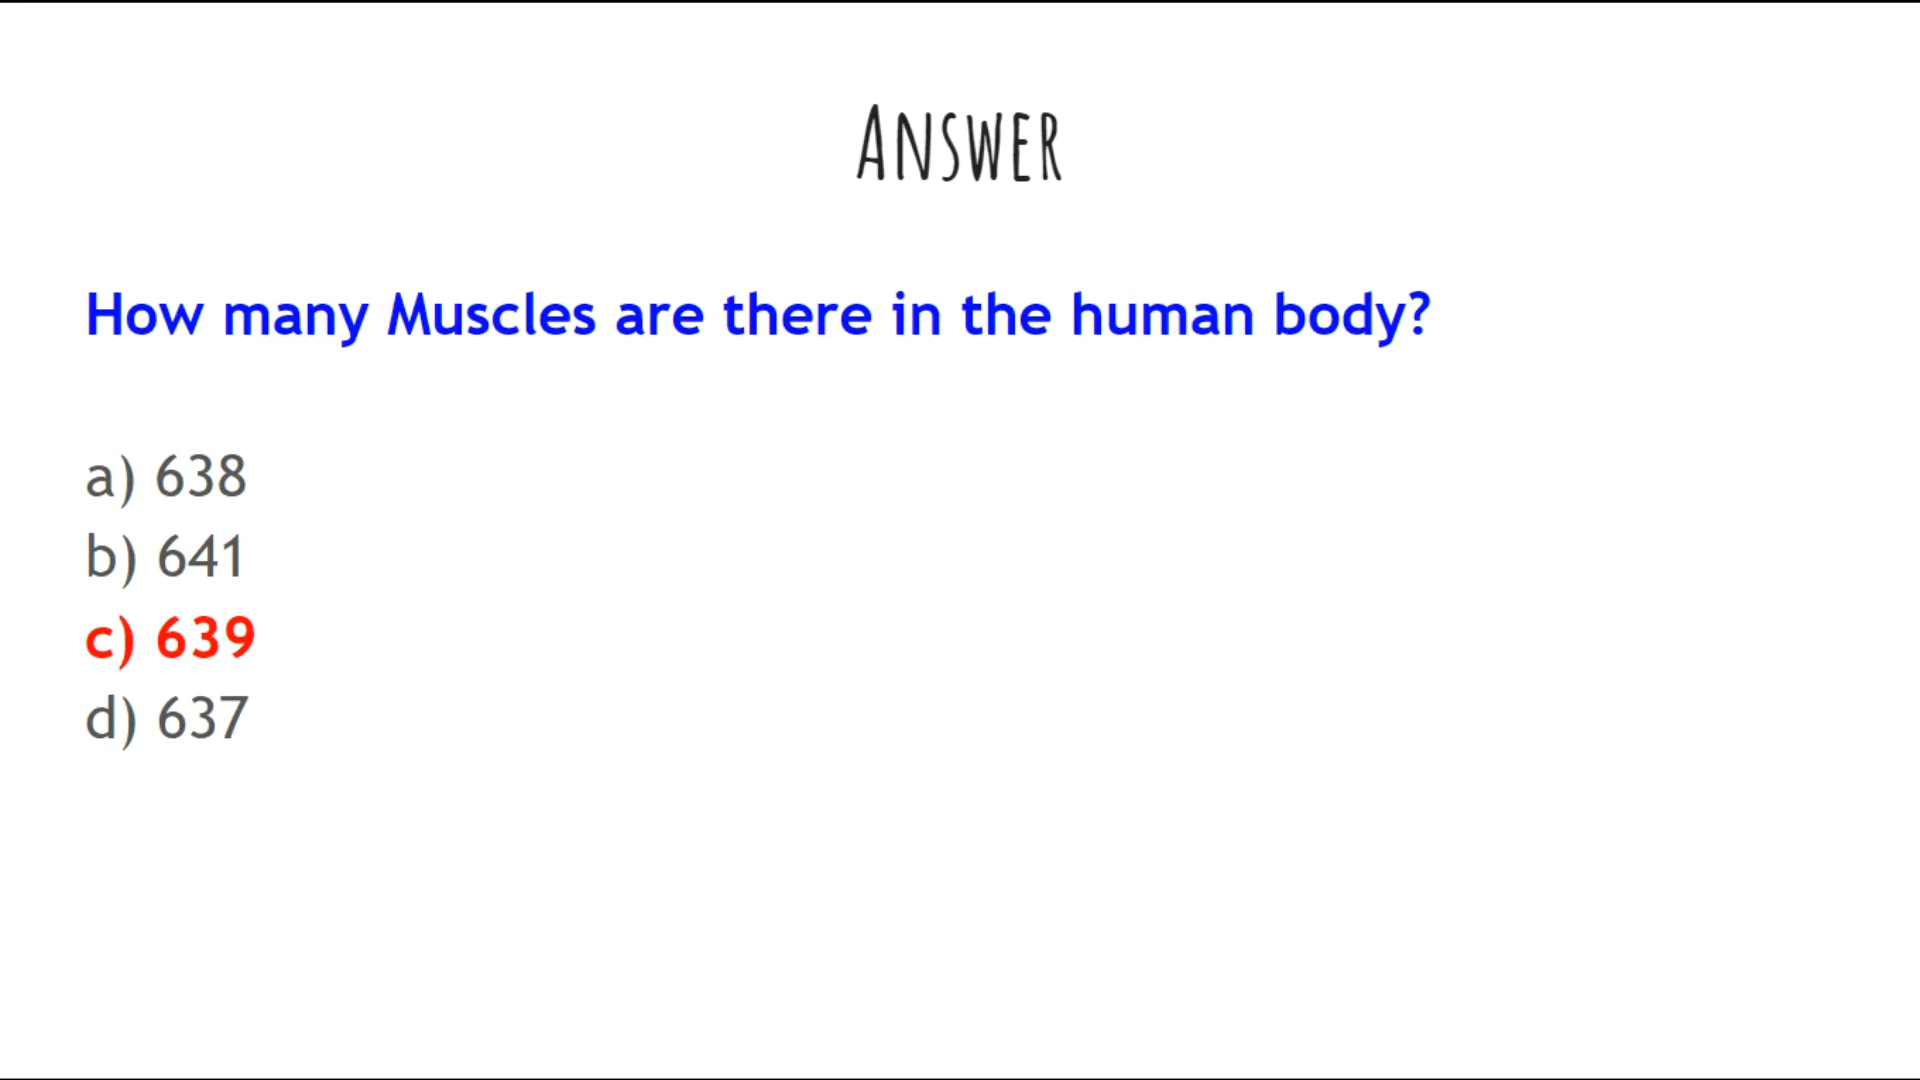 Answer
How many Muscles are there in the human body?
a) 638
b) 641
c) 639
d) 637